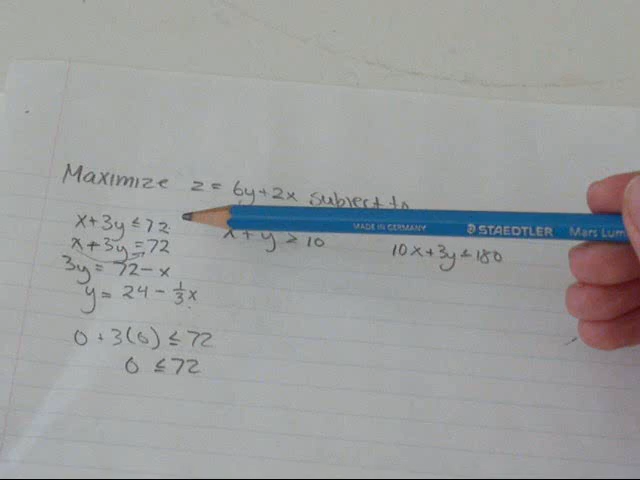 Maximize z = 6y+2x subject to
x+3y ≤ 72
x+3y = 72
3y = 72 - x
y = 24 - 1/3 x
0 + 3(0) ≤ 72
0 ≤ 72
x + y ≥ 10
10x+3y ≤ 180
MADE IN GERMANY STAEDTLER Mars Lum